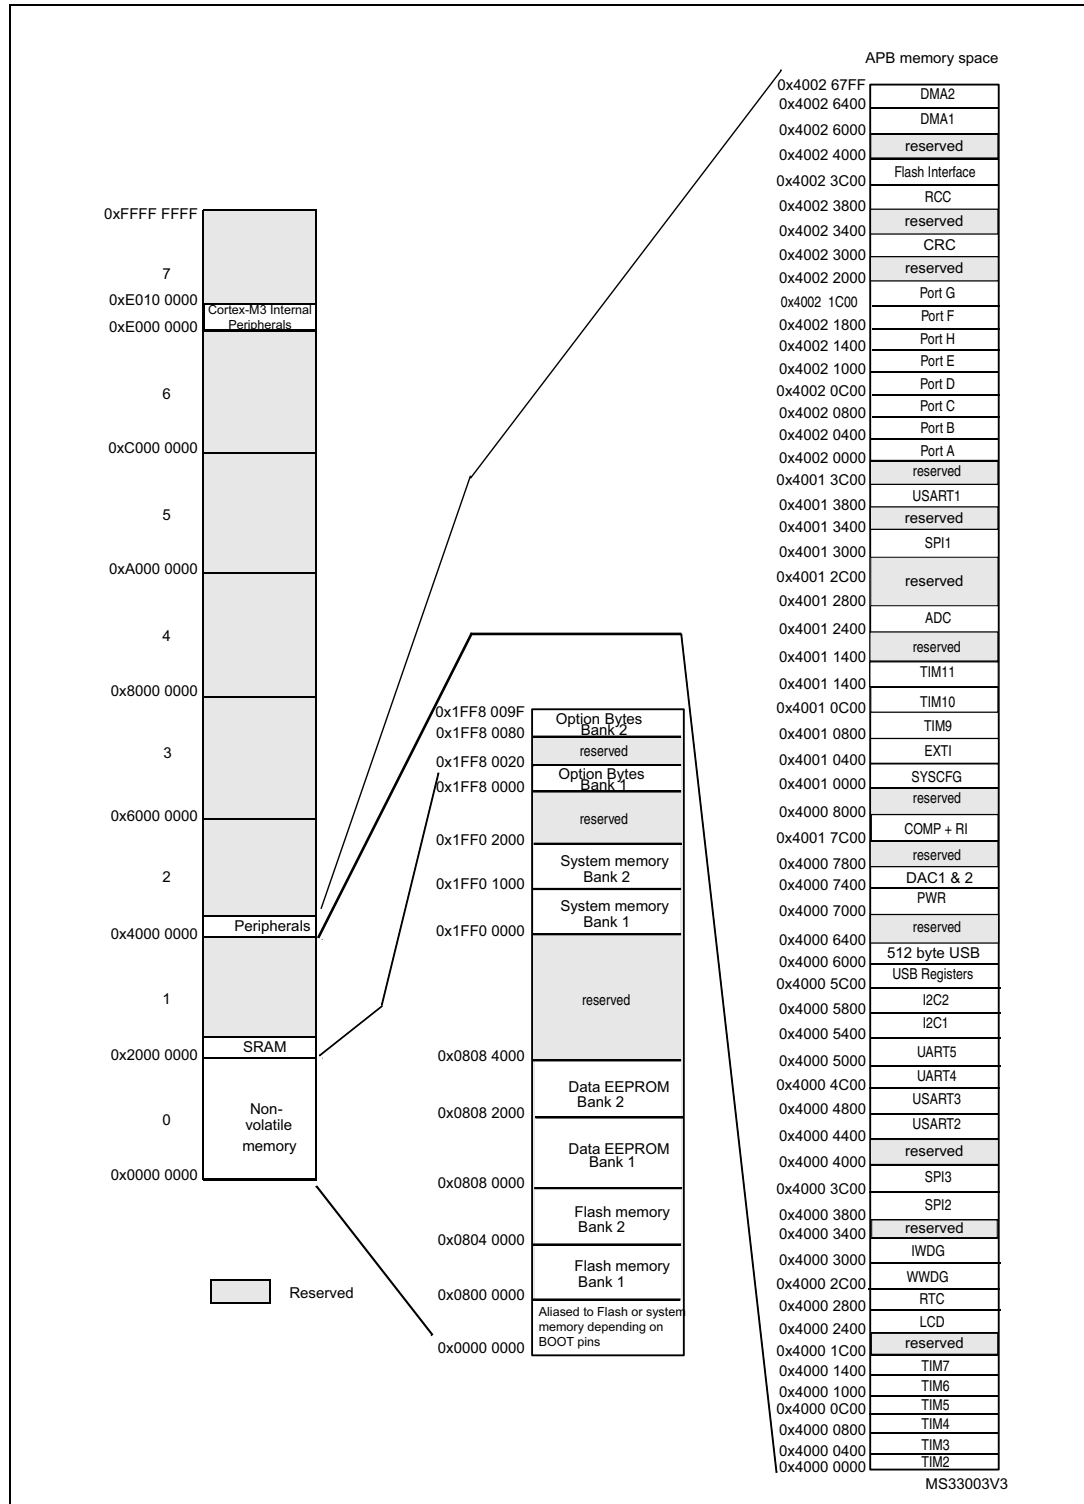 APB memory space
0xFFFF FFFF
7
0xE010 0000
Cortex-M3 Internal
Peripherals
0xE000 0000
6
0xC000 0000
5
0xA000 0000
4
0x8000 0000
3
0x6000 0000
2
Peripherals
0x4000 0000
1
SRAM
0x2000 0000
0
Non-
volatile
memory
0x0000 0000
Reserved
0x1FF8 009F
Option Bytes
Bank 2
0x1FF8 0080
reserved
0x1FF8 0020
Option Bytes
Bank 1
0x1FF8 0000
reserved
0x1FF0 2000
System memory
Bank 2
0x1FF0 1000
System memory
Bank 1
0x1FF0 0000
reserved
0x0808 4000
Data EEPROM
Bank 2
0x0808 2000
Data EEPROM
Bank 1
0x0808 0000
Flash memory
Bank 2
0x0804 0000
Flash memory
Bank 1
0x0800 0000
Aliased to Flash or system
memory depending on
BOOT pins
0x0000 0000
0x4002 67FF
DMA2
0x4002 6400
DMA1
0x4002 6000
reserved
0x4002 4000
Flash Interface
0x4002 3C00
RCC
0x4002 3800
reserved
0x4002 3400
CRC
0x4002 3000
reserved
0x4002 2000
Port G
0x4002 1C00
Port F
0x4002 1800
Port H
0x4002 1400
Port E
0x4002 1000
Port D
0x4002 0C00
Port C
0x4002 0800
Port B
0x4002 0400
Port A
0x4002 0000
reserved
0x4001 3C00
USART1
0x4001 3800
reserved
0x4001 3400
SPI1
0x4001 3000
0x4001 2C00
reserved
0x4001 2800
ADC
0x4001 2400
reserved
0x4001 1400
TIM11
0x4001 1400
TIM10
0x4001 0C00
TIM9
0x4001 0800
EXTI
0x4001 0400
SYSCFG
0x4001 0000
reserved
0x4000 8000
COMP + RI
0x4001 7C00
reserved
0x4000 7800
DAC1 & 2
0x4000 7400
PWR
0x4000 7000
reserved
0x4000 6400
512 byte USB
0x4000 6000
USB Registers
0x4000 5C00
I2C2
0x4000 5800
I2C1
0x4000 5400
UART5
0x4000 5000
UART4
0x4000 4C00
USART3
0x4000 4800
USART2
0x4000 4400
reserved
0x4000 4000
SPI3
0x4000 3C00
SPI2
0x4000 3800
reserved
0x4000 3400
IWDG
0x4000 3000
WWDG
0x4000 2C00
RTC
0x4000 2800
LCD
0x4000 2400
reserved
0x4000 1C00
TIM7
0x4000 1400
TIM6
0x4000 1000
TIM5
0x4000 0C00
TIM4
0x4000 0800
TIM3
0x4000 0400
TIM2
0x4000 0000
MS33003V3